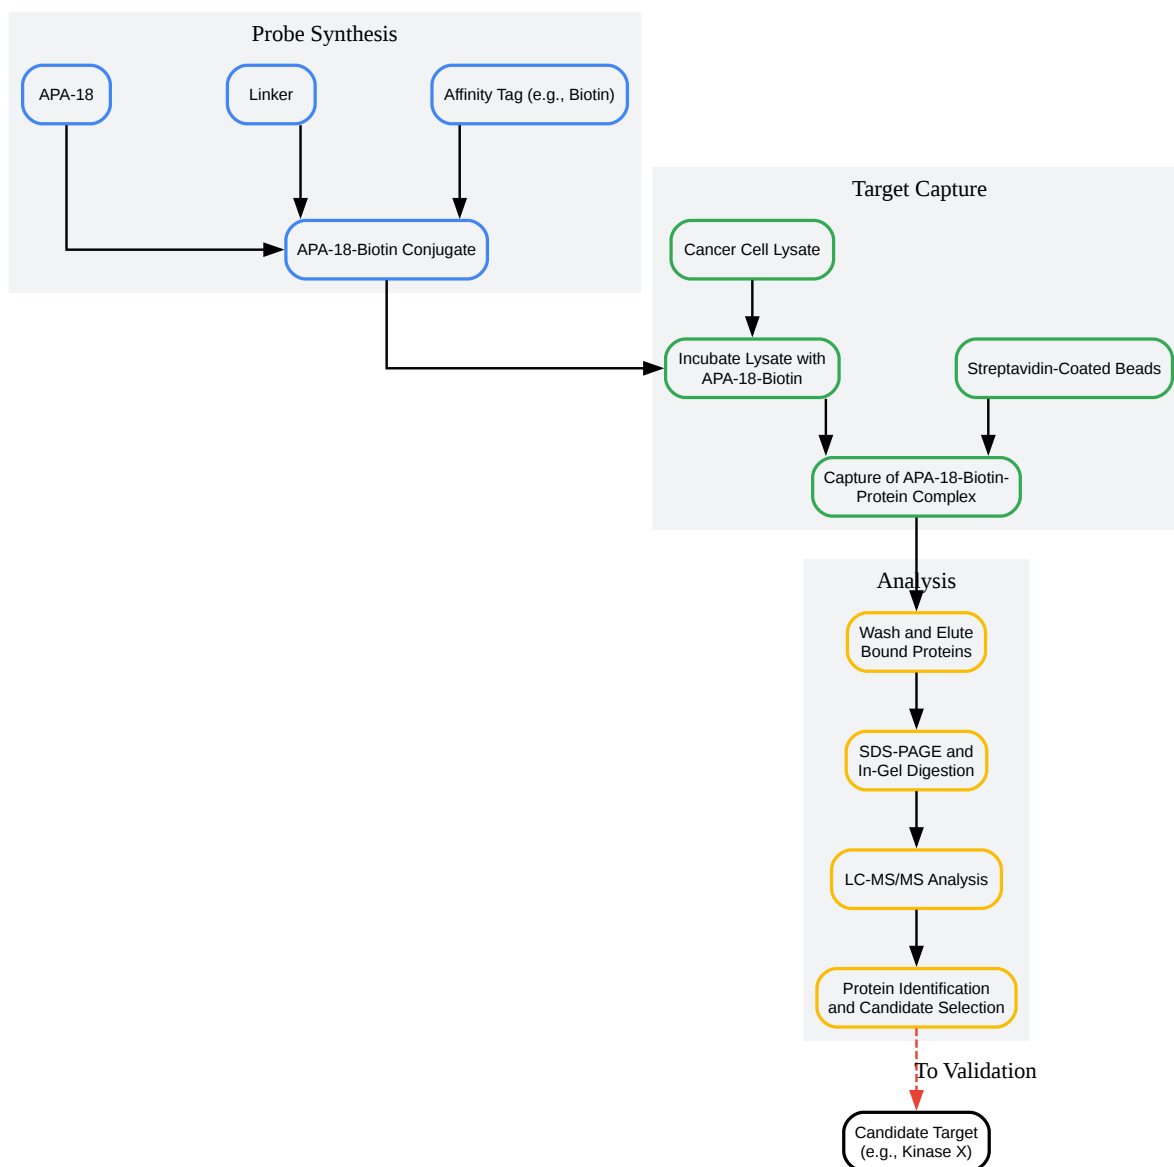 Probe Synthesis
APA-18
Linker
Affinity Tag (e.g., Biotin)
APA-18-Biotin Conjugate
Target Capture
Cancer Cell Lysate
Incubate Lysate with
APA-18-Biotin
Streptavidin-Coated Beads
Capture of APA-18-Biotin-
Protein Complex
Analysis
Wash and Elute
Bound Proteins
SDS-PAGE and
In-Gel Digestion
LC-MS/MS Analysis
Protein Identification
and Candidate Selection
To Validation
Candidate Target
(e.g., Kinase X)